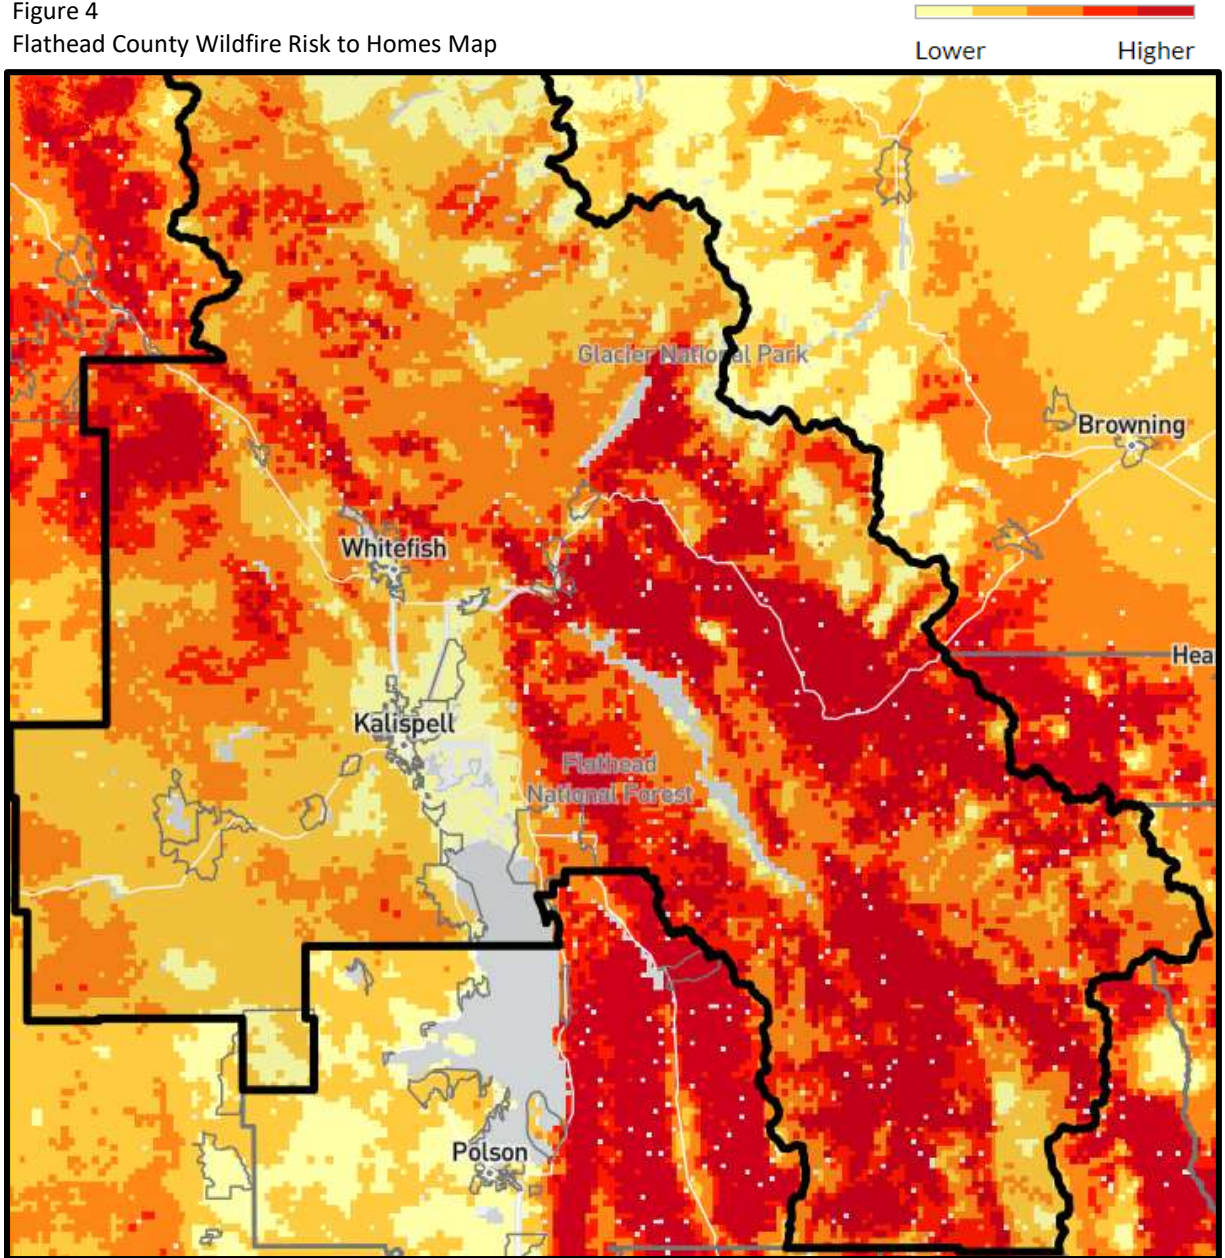 Figure 4
Flathead County Wildfire Risk to Homes Map
Lower Higher
Glacier National Park
Browning
Whitefish
Hea
Kalispell
Flathead
National Forest
Polson